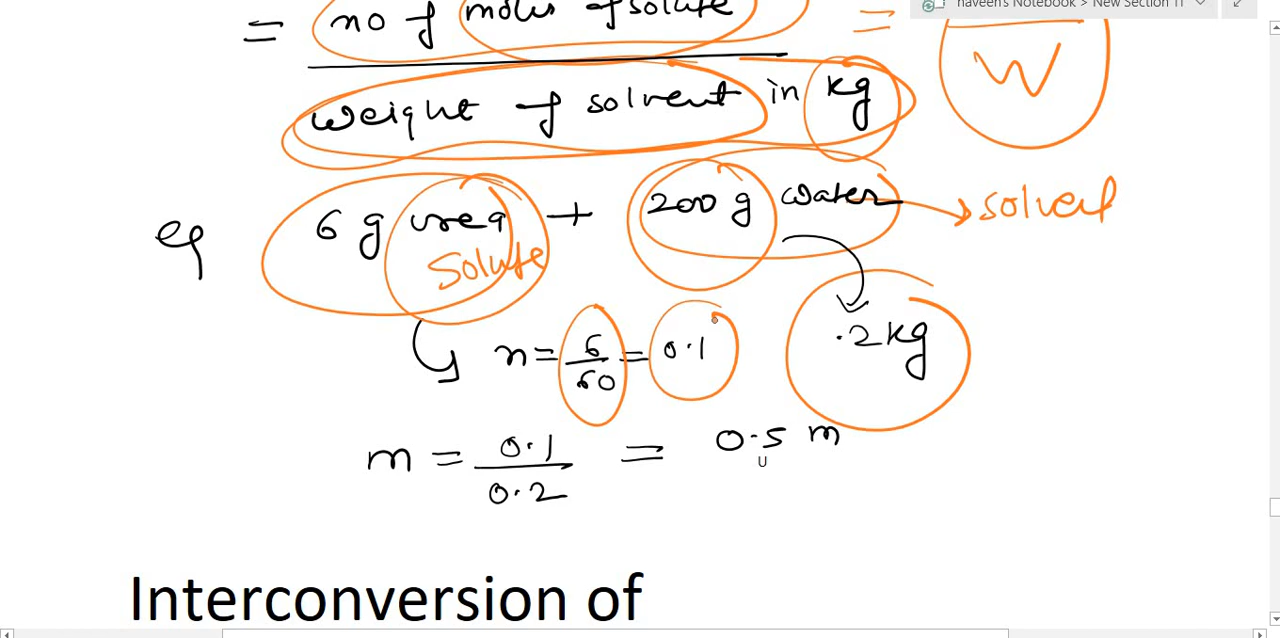 naveen's Notebook > New Section 11
= no of moles of solute =
weight of solvent in kg W
eg 6 g urea + 200 g water → solvent
Solute
n = 6/60 = 0.1 .2 kg
m = 0.1/0.2 = 0.5 m
Interconversion of